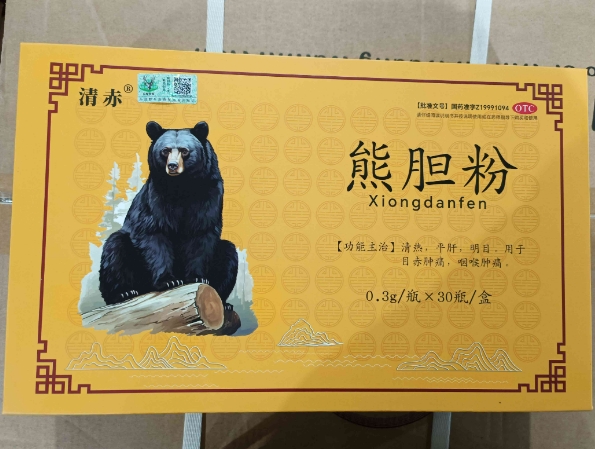 清赤®
【批准文号】国药准字Z19991094 OTC
熊胆粉
Xiongdanfen
【功能主治】清热,平肝,明目。用于
目赤肿痛,咽喉肿痛。
0.3g/瓶×30瓶/盒